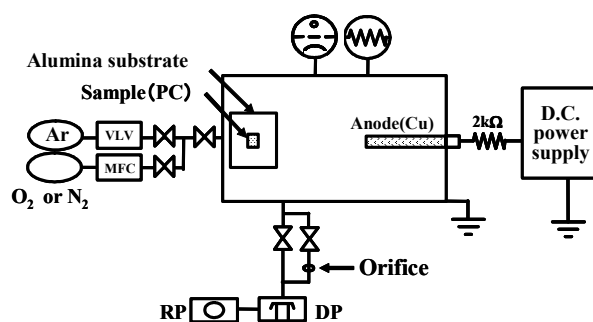 Alumina substrate
Sample(PC)
Ar
VLV
MFC
O₂ or N₂
Anode(Cu)
2kΩ
D.C.
power
supply
Orifice
RP
DP